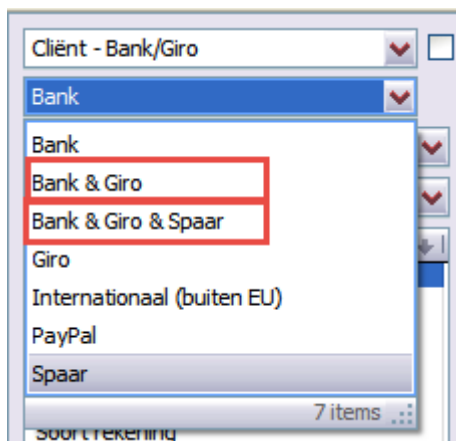 Cliënt - Bank/Giro
Bank
Bank
Bank & Giro
Bank & Giro & Spaar
Giro
Internationaal (buiten EU)
PayPal
Spaar
7 items
Soort rekening